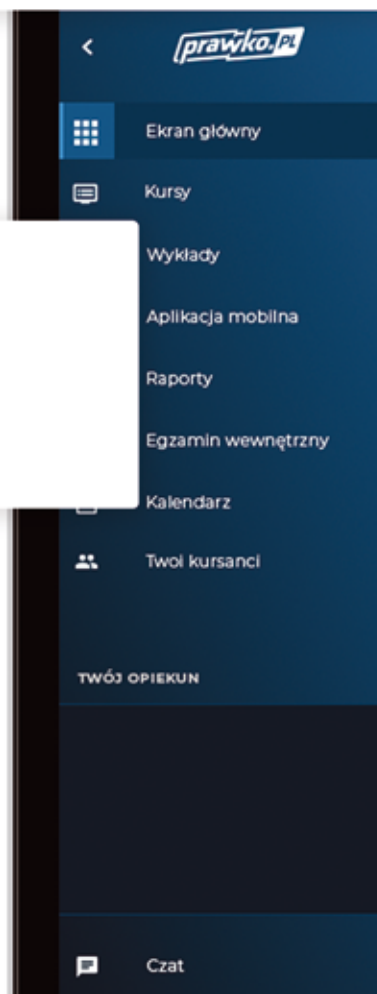 prawko.PL
Ekran główny
Kursy
Wykłady
Aplikacja mobilna
Raporty
Egzamin wewnętrzny
Kalendarz
Twoi kursanci
TWÓJ OPIEKUN
Czat